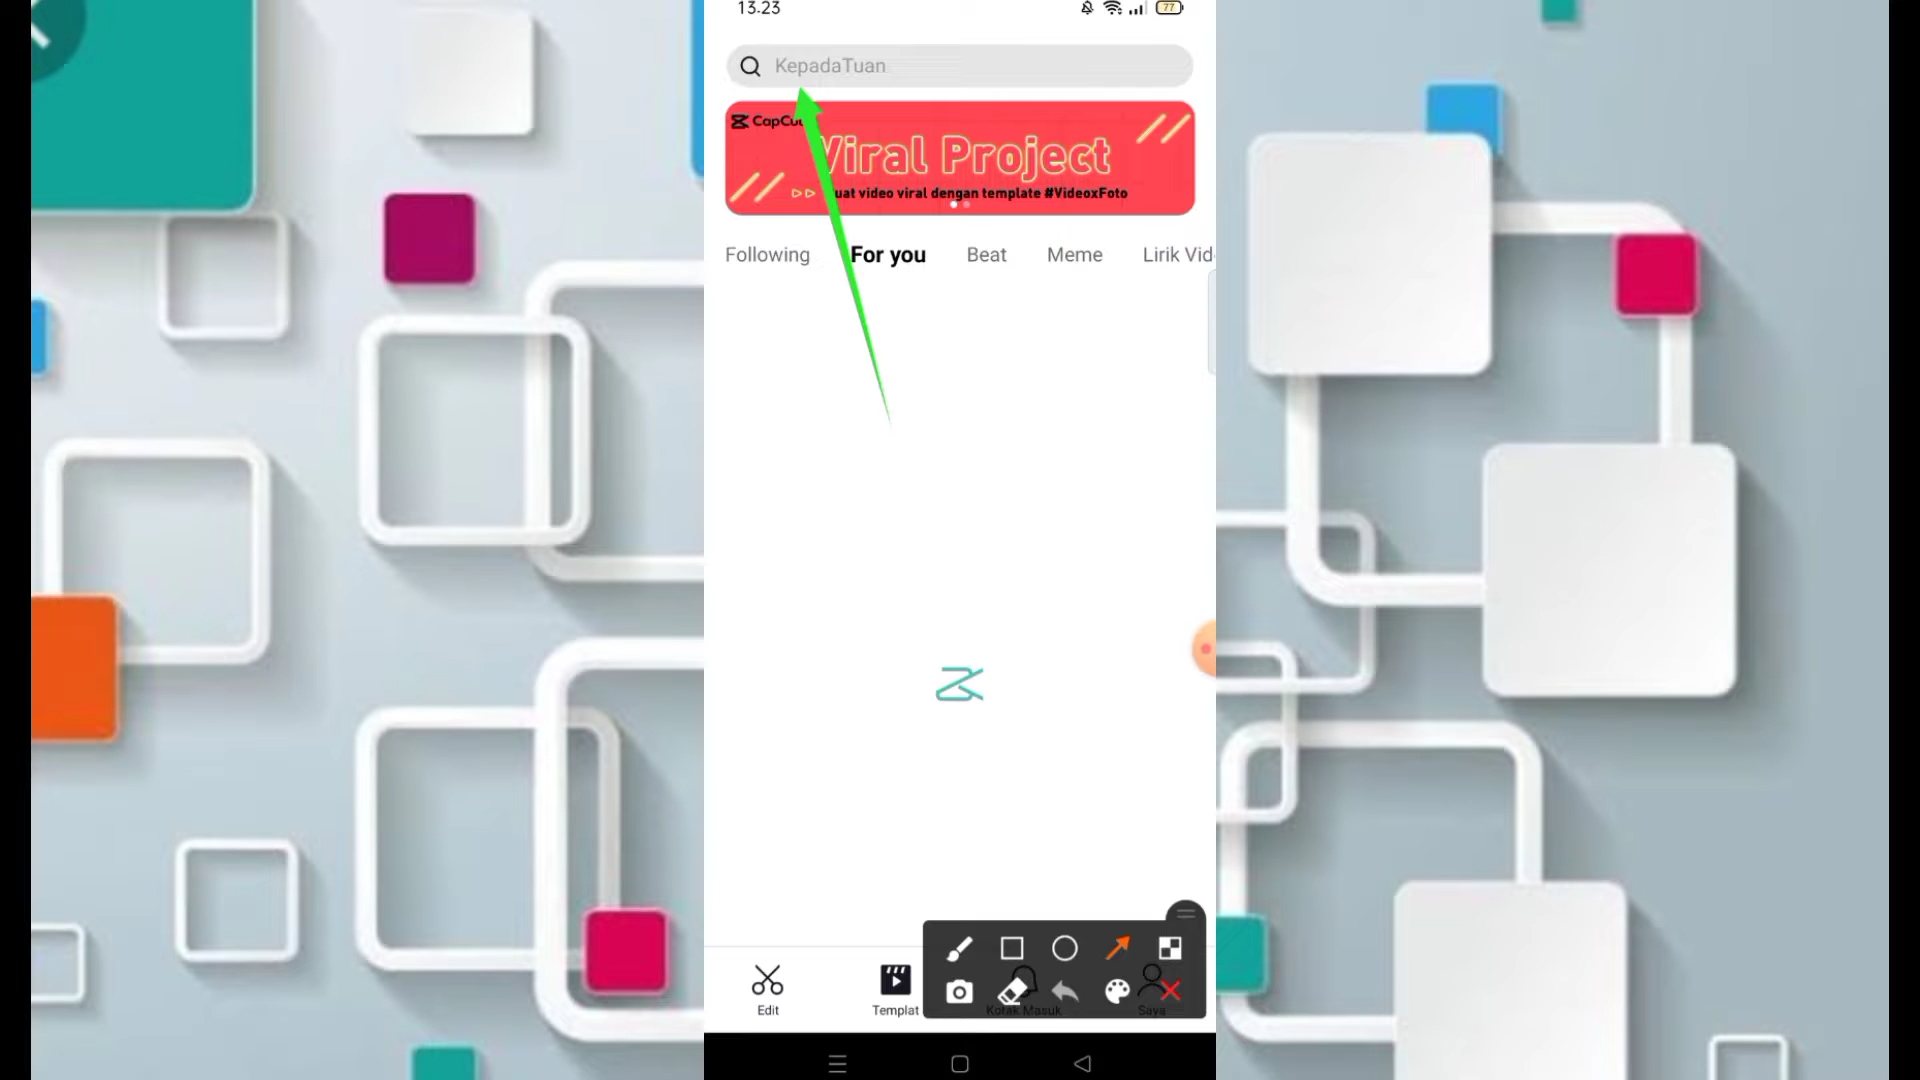 13.23
77
KepadaTuan
CapCut
Viral Project
uat video viral dengan template #VideoxFoto
Following For you Beat Meme Lirik Vid
Edit Templat Kotak Masuk Saya